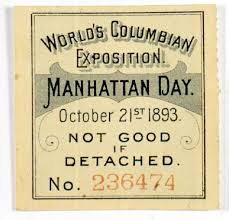 WORLD'S COLUMBIAN
EXPOSITION.
MANHATTAN DAY.
October 21ST 1893.
NOT GOOD
IF
DETACHED.
No. 236474